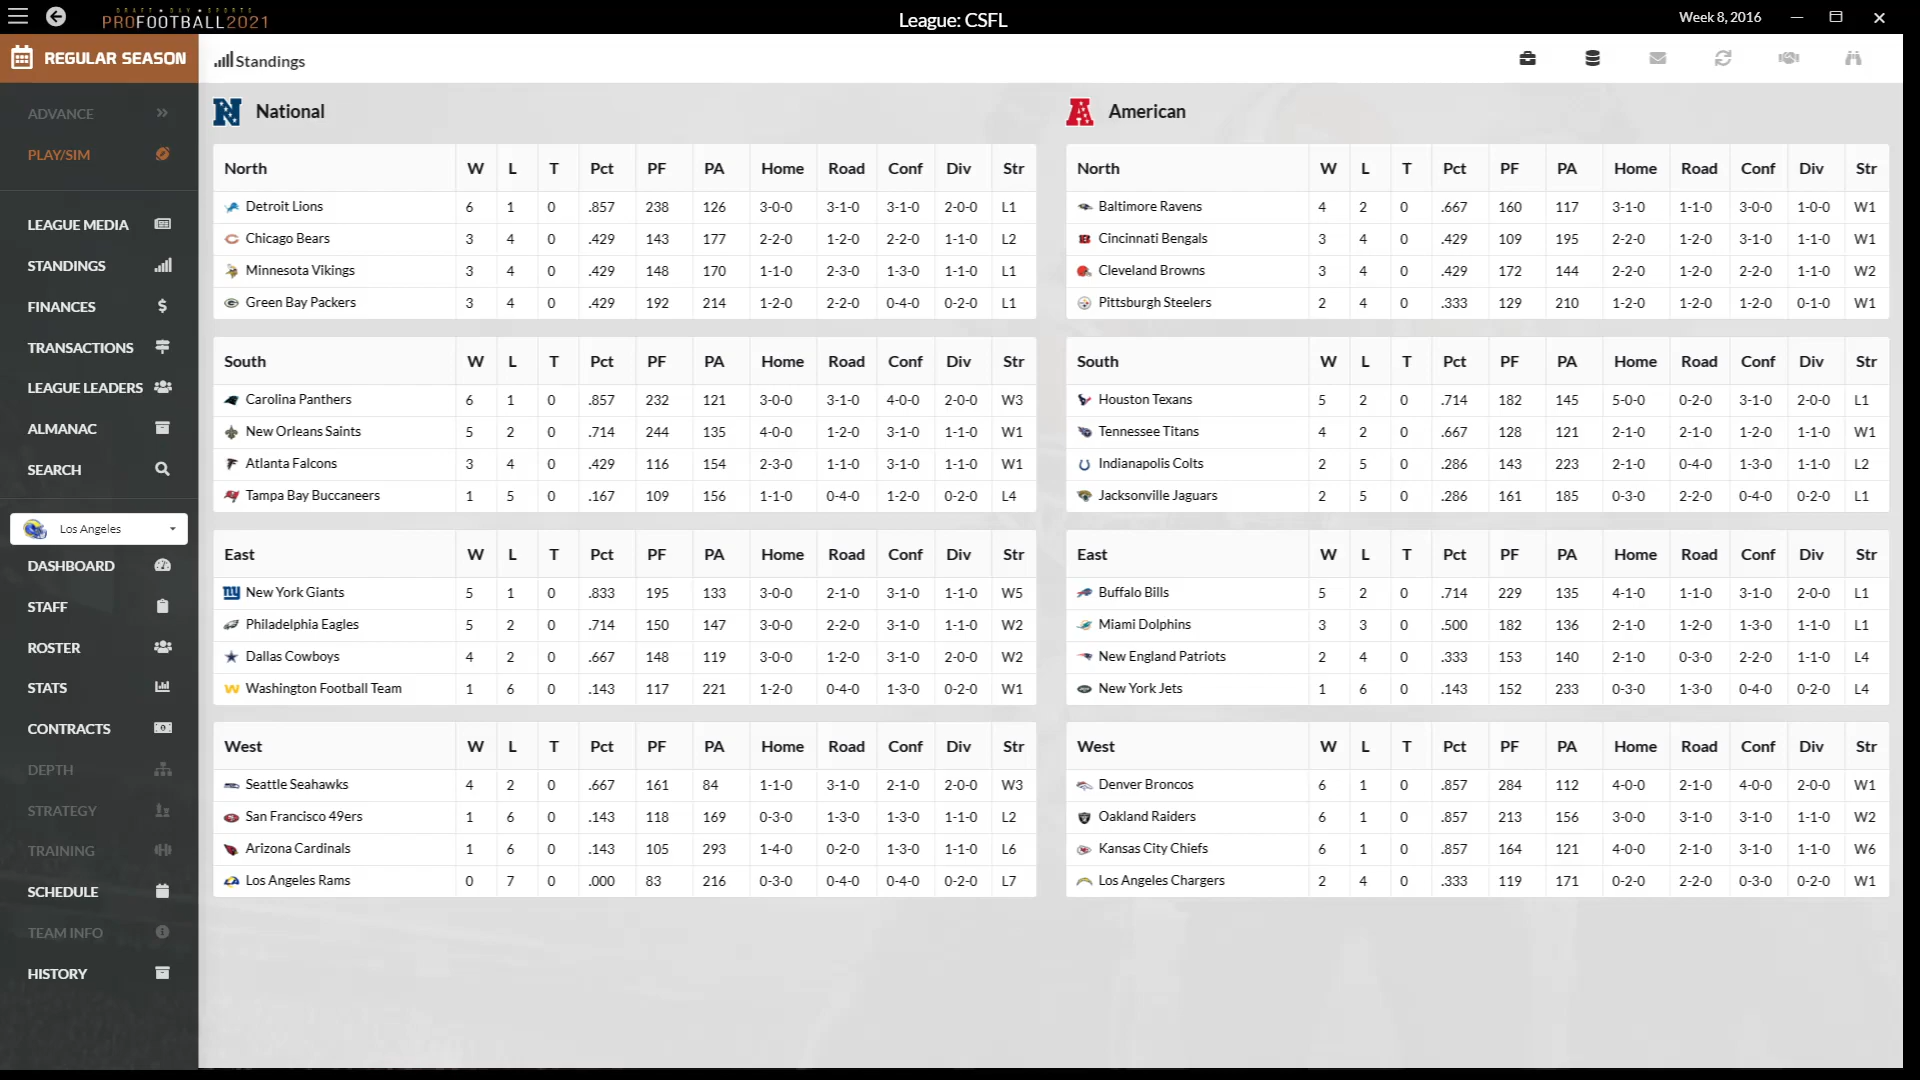 DRAFT DAY SPORTS
PROFOOTBALL2021
League: CSFL
Week 8, 2016
REGULAR SEASON
Standings
ADVANCE
PLAY/SIM
LEAGUE MEDIA
STANDINGS
FINANCES
TRANSACTIONS
LEAGUE LEADERS
ALMANAC
SEARCH
Los Angeles
DASHBOARD
STAFF
ROSTER
STATS
CONTRACTS
DEPTH
STRATEGY
TRAINING
SCHEDULE
TEAM INFO
HISTORY
National
North W L T Pct PF PA Home Road Conf Div Str
Detroit Lions 6 1 0 .857 238 126 3-0-0 3-1-0 3-1-0 2-0-0 L1
Chicago Bears 3 4 0 .429 143 177 2-2-0 1-2-0 2-2-0 1-1-0 L2
Minnesota Vikings 3 4 0 .429 148 170 1-1-0 2-3-0 1-3-0 1-1-0 L1
Green Bay Packers 3 4 0 .429 192 214 1-2-0 2-2-0 0-4-0 0-2-0 L1
South W L T Pct PF PA Home Road Conf Div Str
Carolina Panthers 6 1 0 .857 232 121 3-0-0 3-1-0 4-0-0 2-0-0 W3
New Orleans Saints 5 2 0 .714 244 135 4-0-0 1-2-0 3-1-0 1-1-0 W1
Atlanta Falcons 3 4 0 .429 116 154 2-3-0 1-1-0 3-1-0 1-1-0 W1
Tampa Bay Buccaneers 1 5 0 .167 109 156 1-1-0 0-4-0 1-2-0 0-2-0 L4
East W L T Pct PF PA Home Road Conf Div Str
New York Giants 5 1 0 .833 195 133 3-0-0 2-1-0 3-1-0 1-1-0 W5
Philadelphia Eagles 5 2 0 .714 150 147 3-0-0 2-2-0 3-1-0 1-1-0 W2
Dallas Cowboys 4 2 0 .667 148 119 3-0-0 1-2-0 3-1-0 2-0-0 W2
Washington Football Team 1 6 0 .143 117 221 1-2-0 0-4-0 1-3-0 0-2-0 W1
West W L T Pct PF PA Home Road Conf Div Str
Seattle Seahawks 4 2 0 .667 161 84 1-1-0 3-1-0 2-1-0 2-0-0 W3
San Francisco 49ers 1 6 0 .143 118 169 0-3-0 1-3-0 1-3-0 1-1-0 L2
Arizona Cardinals 1 6 0 .143 105 293 1-4-0 0-2-0 1-3-0 1-1-0 L6
Los Angeles Rams 0 7 0 .000 83 216 0-3-0 0-4-0 0-4-0 0-2-0 L7
American
North W L T Pct PF PA Home Road Conf Div Str
Baltimore Ravens 4 2 0 .667 160 117 3-1-0 1-1-0 3-0-0 1-0-0 W1
Cincinnati Bengals 3 4 0 .429 109 195 2-2-0 1-2-0 3-1-0 1-1-0 W1
Cleveland Browns 3 4 0 .429 172 144 2-2-0 1-2-0 2-2-0 1-1-0 W2
Pittsburgh Steelers 2 4 0 .333 129 210 1-2-0 1-2-0 1-2-0 0-1-0 W1
South W L T Pct PF PA Home Road Conf Div Str
Houston Texans 5 2 0 .714 182 145 5-0-0 0-2-0 3-1-0 2-0-0 L1
Tennessee Titans 4 2 0 .667 128 121 2-1-0 2-1-0 1-2-0 1-1-0 W1
Indianapolis Colts 2 5 0 .286 143 223 2-1-0 0-4-0 1-3-0 1-1-0 L2
Jacksonville Jaguars 2 5 0 .286 161 185 0-3-0 2-2-0 0-4-0 0-2-0 L1
East W L T Pct PF PA Home Road Conf Div Str
Buffalo Bills 5 2 0 .714 229 135 4-1-0 1-1-0 3-1-0 2-0-0 L1
Miami Dolphins 3 3 0 .500 182 136 2-1-0 1-2-0 1-3-0 1-1-0 L1
New England Patriots 2 4 0 .333 153 140 2-1-0 0-3-0 2-2-0 1-1-0 L4
New York Jets 1 6 0 .143 152 233 0-3-0 1-3-0 0-4-0 0-2-0 L4
West W L T Pct PF PA Home Road Conf Div Str
Denver Broncos 6 1 0 .857 284 112 4-0-0 2-1-0 4-0-0 2-0-0 W1
Oakland Raiders 6 1 0 .857 213 156 3-0-0 3-1-0 3-1-0 1-1-0 W2
Kansas City Chiefs 6 1 0 .857 164 121 4-0-0 2-1-0 3-1-0 1-1-0 W6
Los Angeles Chargers 2 4 0 .333 119 171 0-2-0 2-2-0 0-3-0 0-2-0 W1